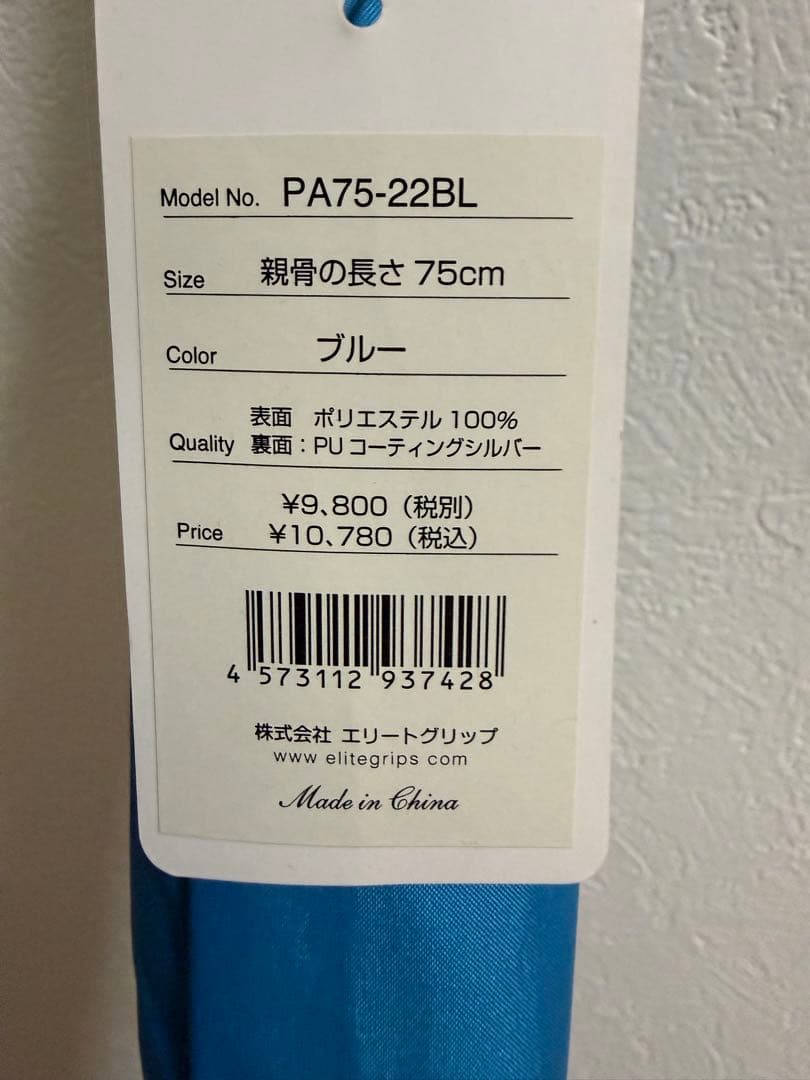 Model No. PA75-22BL
Size 親骨の長さ 75cm
Color ブルー
表面 ポリエステル 100%
Quality 裏面：PU コーティングシルバー
¥9､800（税別）
Price ¥10､780（税込）
4 573112 937428
株式会社 エリートグリップ
www elitegrips com
Made in China